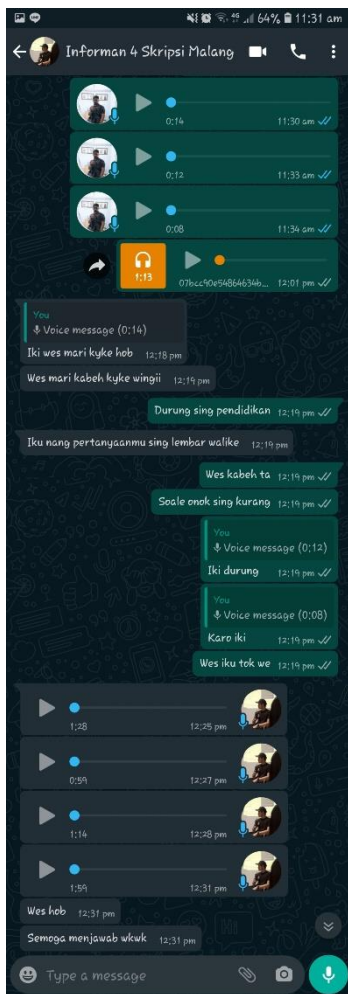 4G 64% 11:31 am
Informan 4 Skripsi Malang
0:14 11:30 am
0:12 11:33 am
0:08 11:34 am
1:13 07bcc90e54864634b... 12:01 pm
You
Voice message (0:14)
Iki wes mari kyke hob 12:18 pm
Wes mari kabeh kyke wingii 12:19 pm
Durung sing pendidikan 12:19 pm
Iku nang pertanyaanmu sing lembar walike 12:19 pm
Wes kabeh ta 12:19 pm
Soale onok sing kurang 12:19 pm
You
Voice message (0:12)
Iki durung 12:19 pm
You
Voice message (0:08)
Karo iki 12:19 pm
Wes iku tok we 12:19 pm
1:28 12:25 pm
0:59 12:27 pm
1:14 12:28 pm
1:59 12:31 pm
Wes hob 12:31 pm
Semoga menjawab wkwk 12:31 pm
Type a message